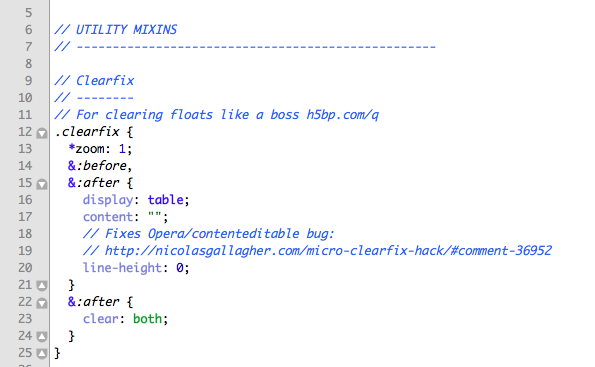 5
6 // UTILITY MIXINS
7 // --------------------------------------------------
8
9 // Clearfix
10 // --------
11 // For clearing floats like a boss h5bp.com/q
12 .clearfix {
13 *zoom: 1;
14 &:before,
15 &:after {
16 display: table;
17 content: "";
18 // Fixes Opera/contenteditable bug:
19 // http://nicolasgallagher.com/micro-clearfix-hack/#comment-36952
20 line-height: 0;
21 }
22 &:after {
23 clear: both;
24 }
25 }